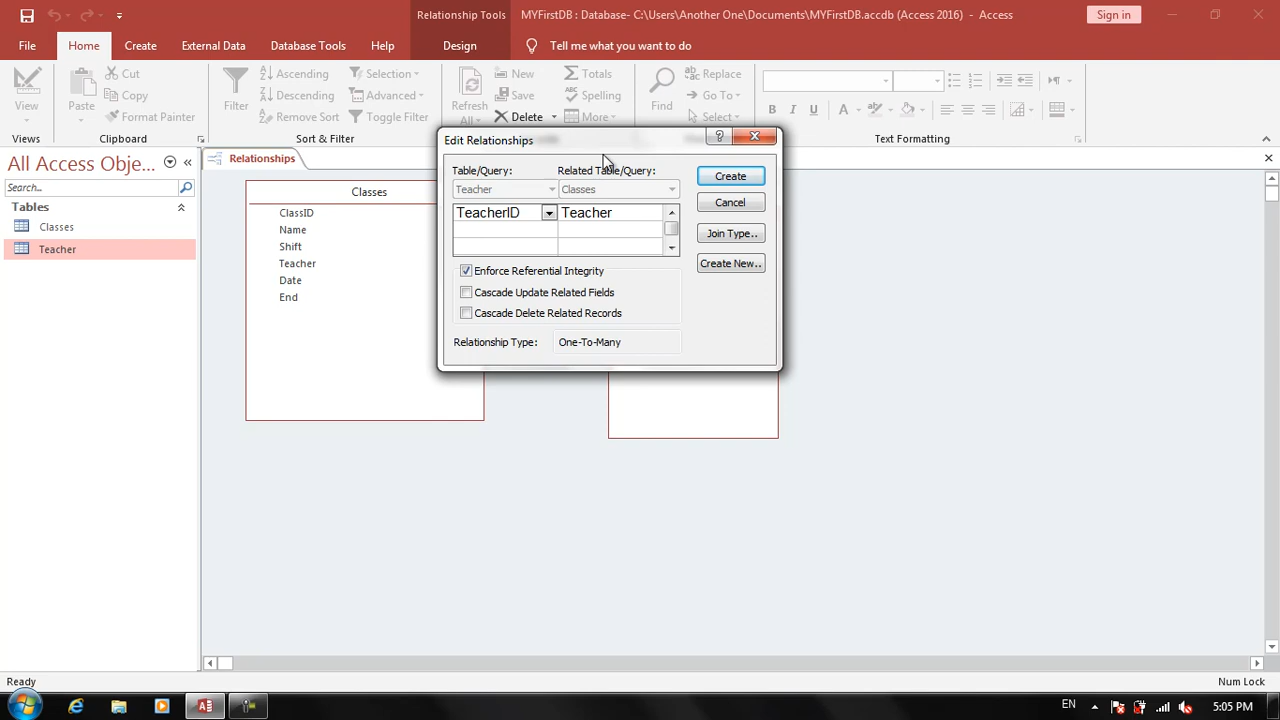 Relationship Tools
MYFirstDB : Database- C:\Users\Another One\Documents\MYFirstDB.accdb (Access 2016) - Access
Sign in
File Home Create External Data Database Tools Help Design Tell me what you want to do
View
Views
Paste
Cut
Copy
Format Painter
Clipboard
Filter
Ascending
Descending
Remove Sort
Selection
Advanced
Toggle Filter
Sort & Filter
Refresh
All
New
Save
Delete
Totals
Spelling
More
Find
Replace
Go To
Select
Text Formatting
All Access Obje...
Search...
Tables
Classes
Teacher
Relationships
Classes
ClassID
Name
Shift
Teacher
Date
End
Edit Relationships
Table/Query: Related Table/Query:
Teacher Classes
TeacherID Teacher
Enforce Referential Integrity
Cascade Update Related Fields
Cascade Delete Related Records
Relationship Type: One-To-Many
Create
Cancel
Join Type..
Create New..
Ready
Num Lock
EN
5:05 PM